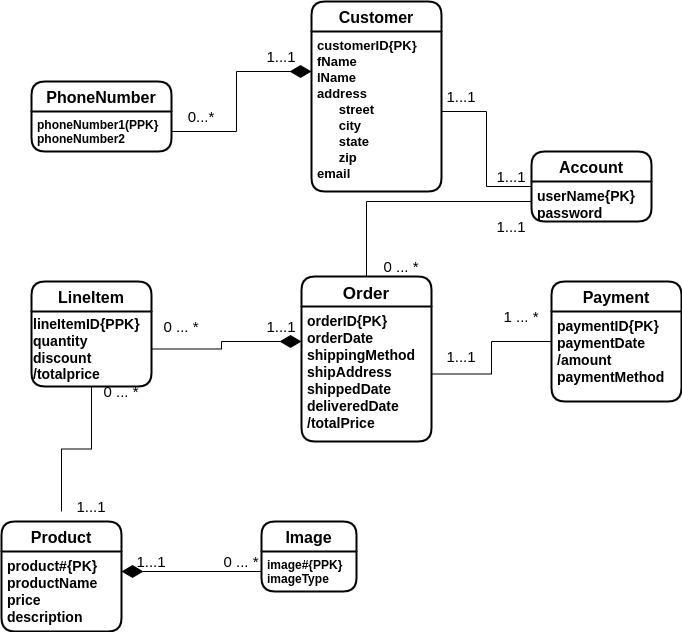 Customer
customerID{PK}
fName
lName
address
street
city
state
zip
email
1...1
0...*
PhoneNumber
phoneNumber1(PPK}
phoneNumber2
1...1
1...1
Account
userName{PK}
password
1...1
0 ... *
LineItem
lineItemID{PPK}
quantity
discount
/totalprice
0 ... *
1...1
Order
orderID{PK}
orderDate
shippingMethod
shipAddress
shippedDate
deliveredDate
/totalPrice
1...1
1 ... *
Payment
paymentID{PK}
paymentDate
/amount
paymentMethod
0 ... *
1...1
Product
product#{PK}
productName
price
description
1...1
0 ... *
Image
image#{PPK}
imageType